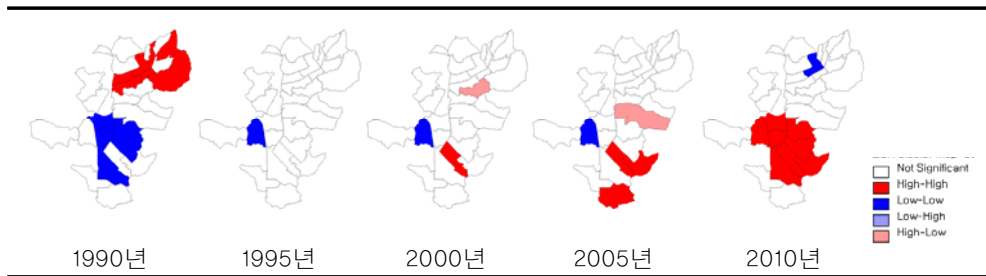 Not Significant
High-High
Low-Low
Low-High
High-Low
1990년
1995년
2000년
2005년
2010년